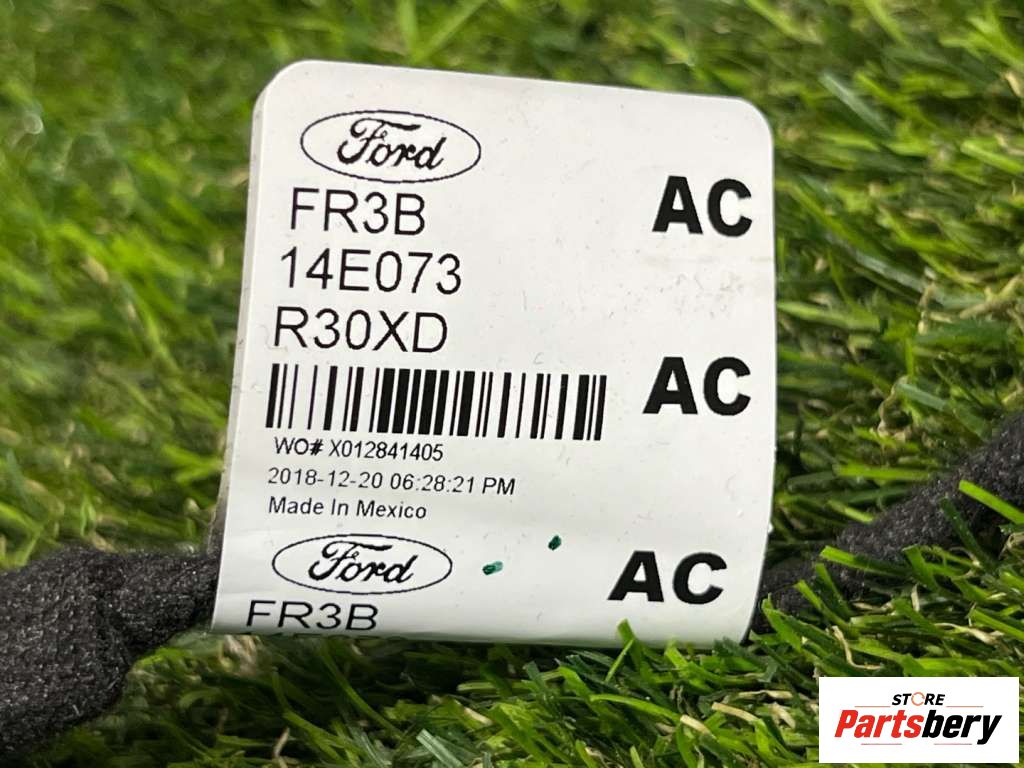 Ford
FR3B
AC
14E073
R30XD
AC
WO# X012841405
2018-12-20 06:28:21 PM
Made In Mexico
Ford
AC
FR3B
STORE
Partsbery